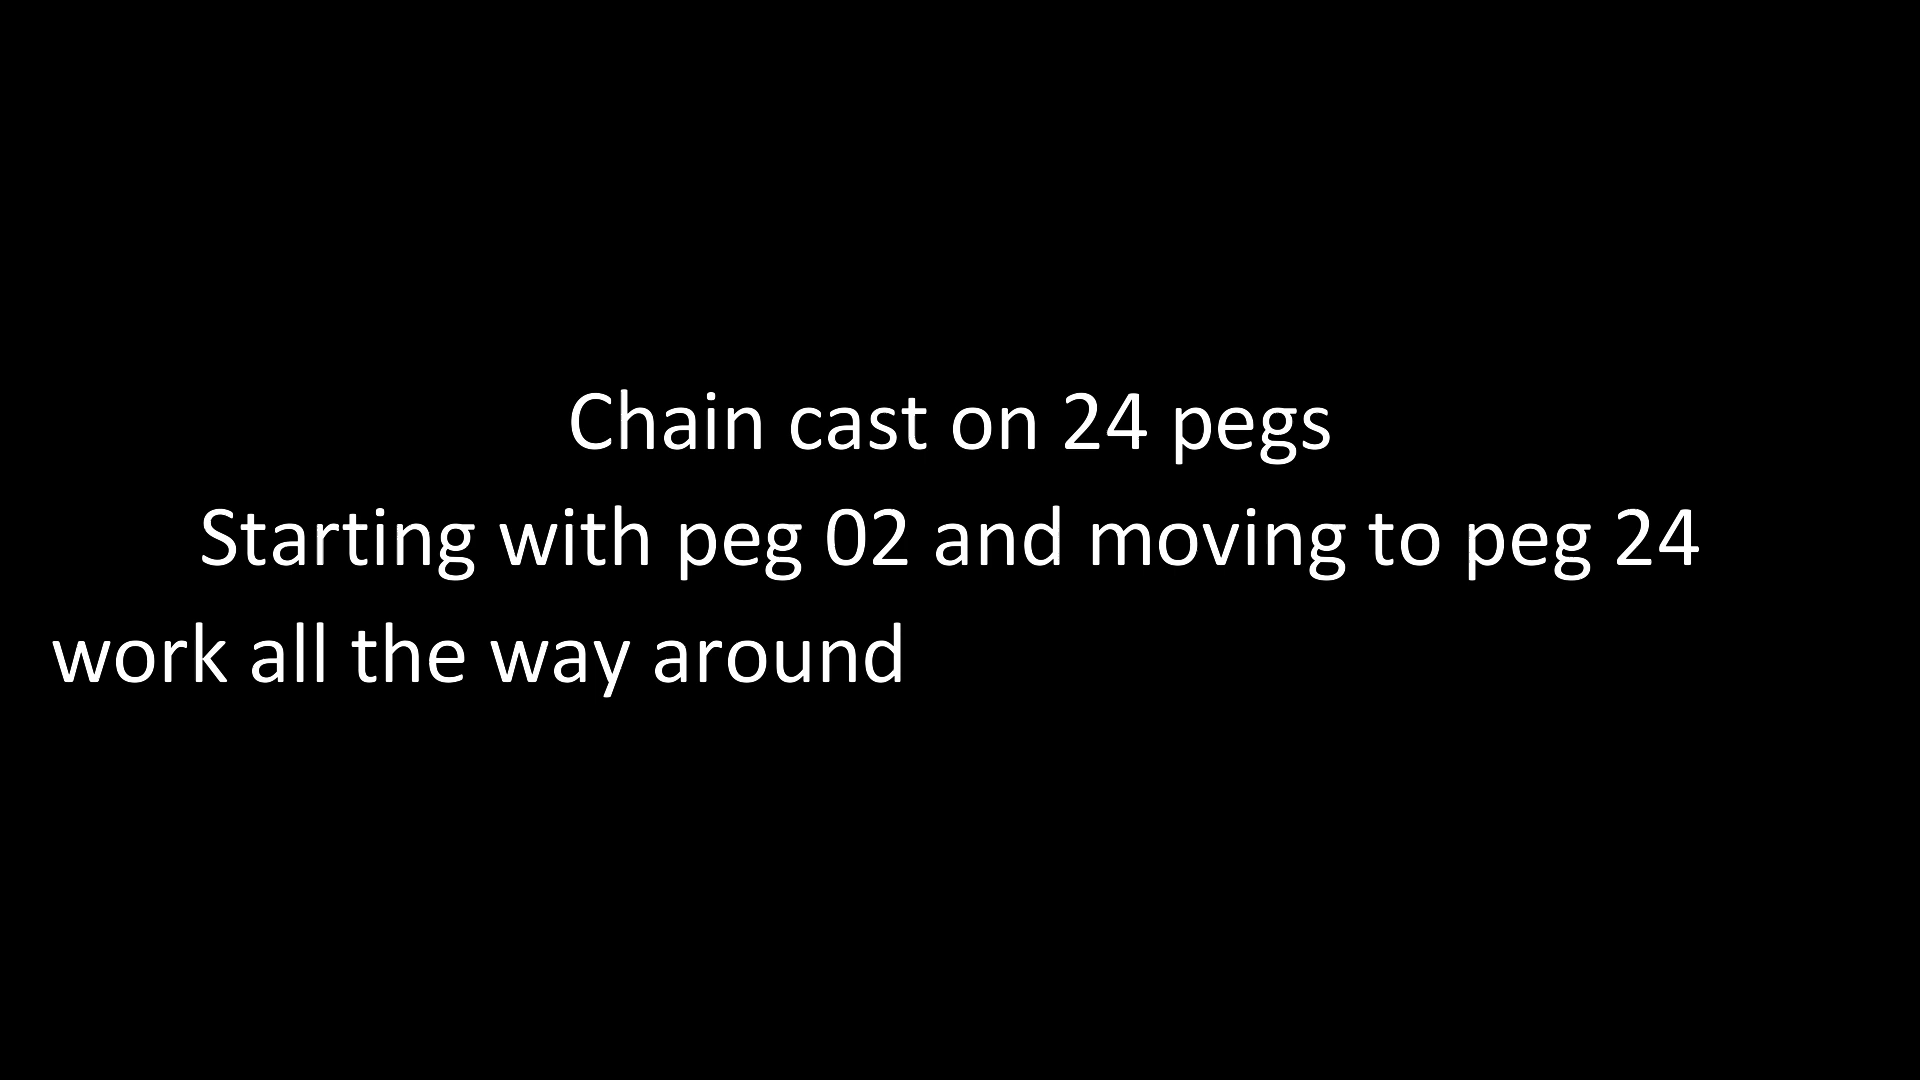 Chain cast on 24 pegs
Starting with peg 02 and moving to peg 24
work all the way around